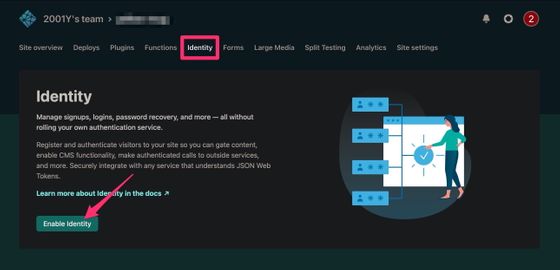 2001Y's team ›
2
Site overview Deploys Plugins Functions Identity Forms Large Media Split Testing Analytics Site settings
Identity
Manage signups, logins, password recovery, and more — all without
rolling your own authentication service.
Register and authenticate visitors to your site so you can gate content,
enable CMS functionality, make authenticated calls to outside services,
and more. Securely integrate with any service that understands JSON Web
Tokens.
Learn more about Identity in the docs ↗
Enable Identity